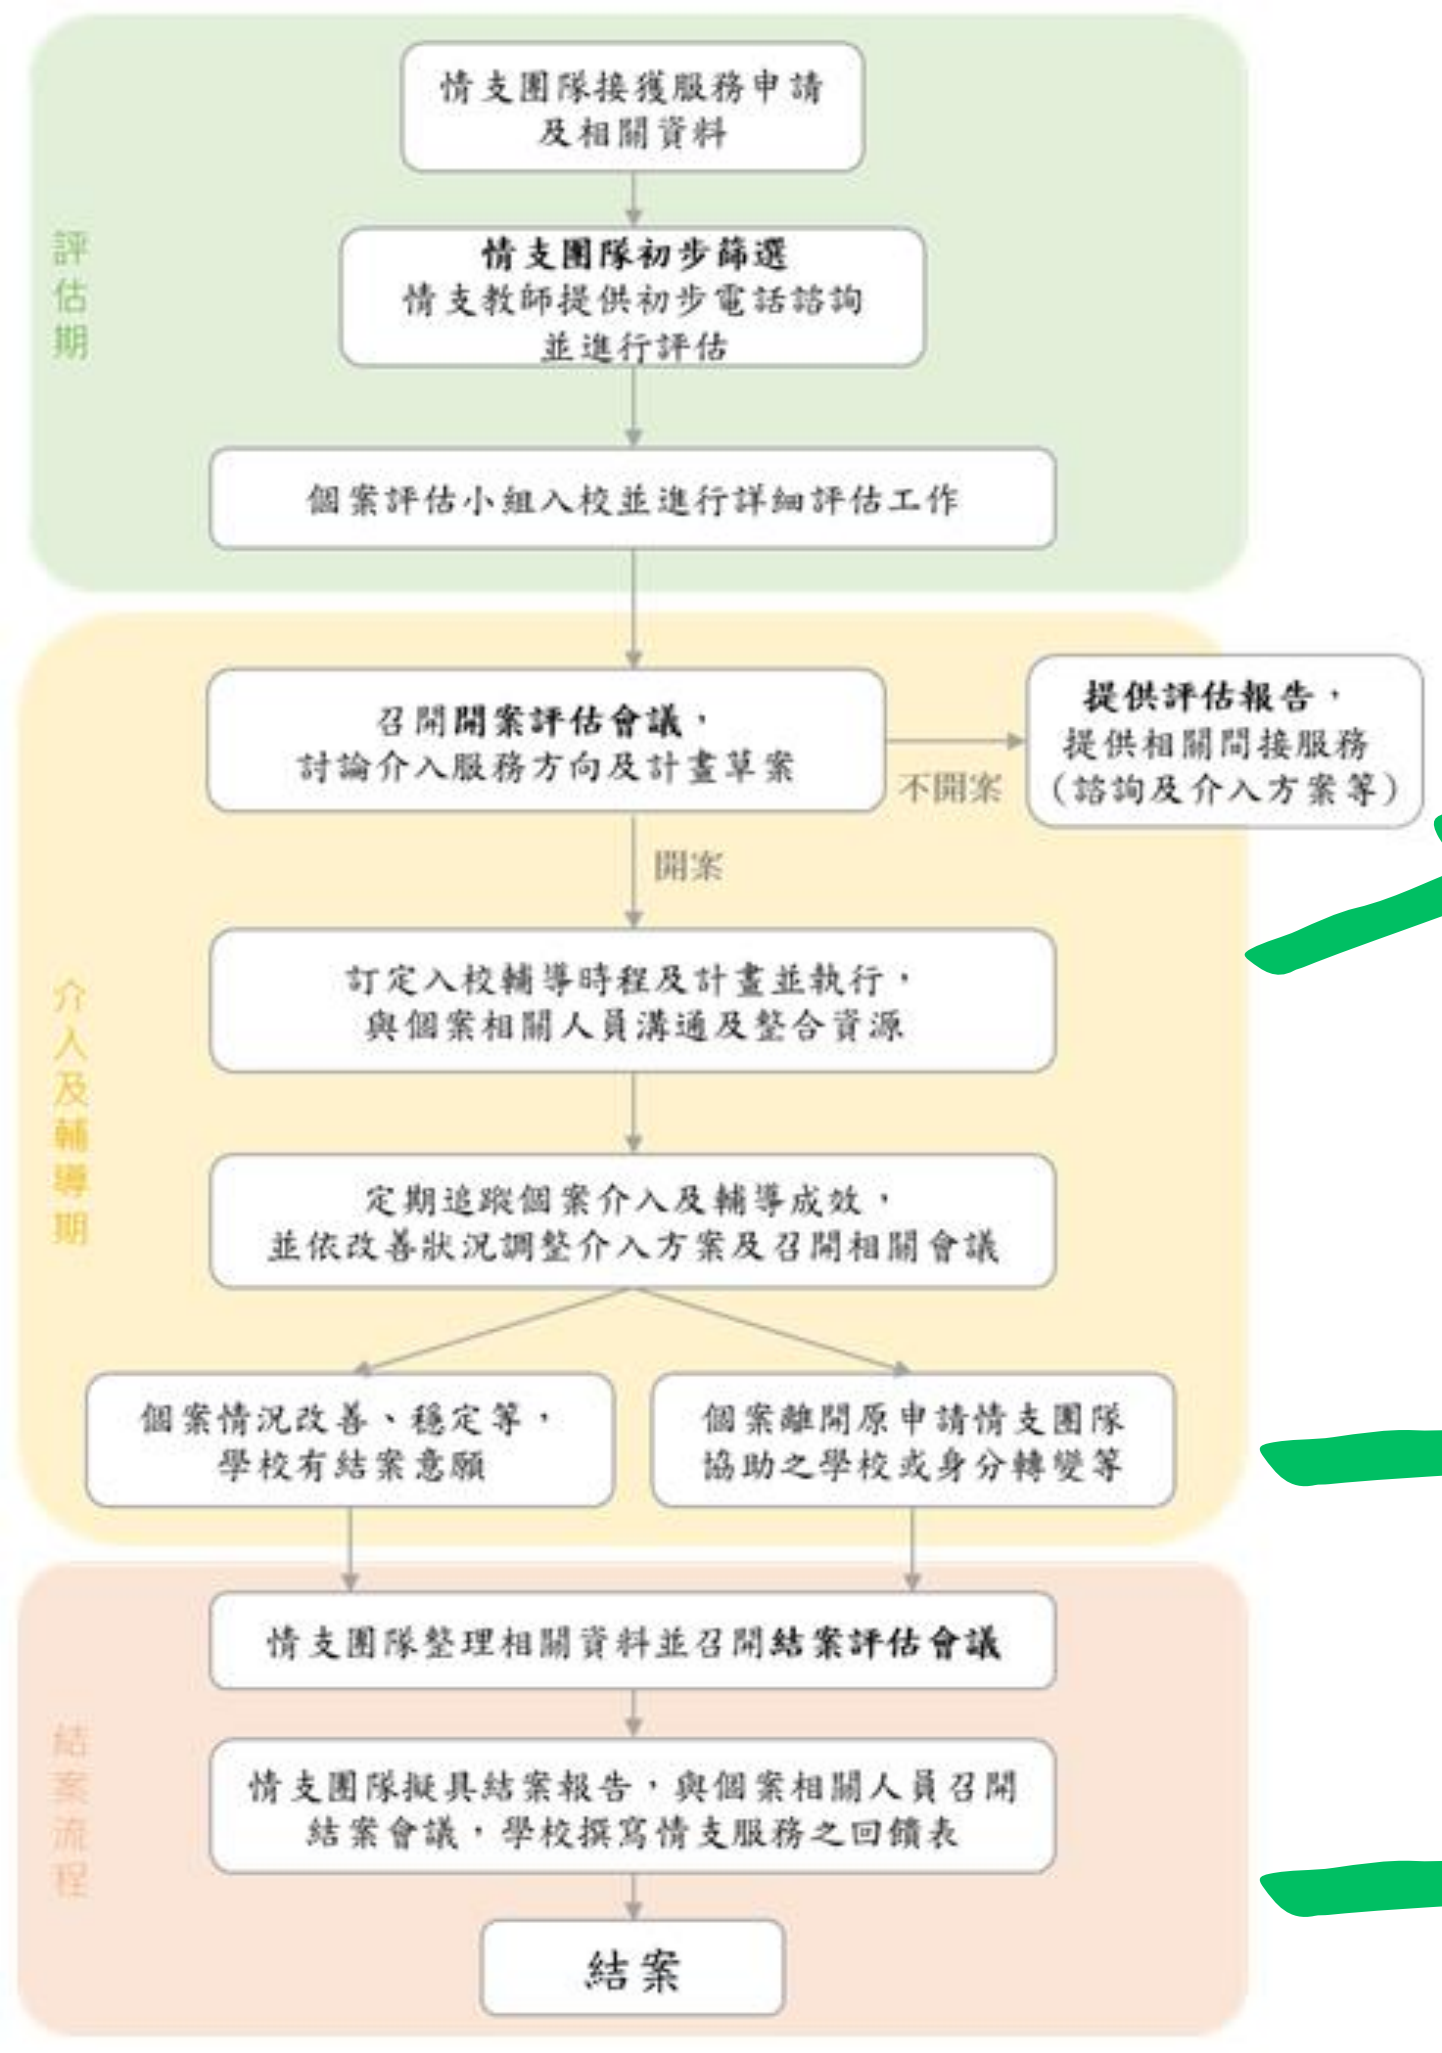 評估期
情支團隊接獲服務申請
及相關資料
情支團隊初步篩選
情支教師提供初步電話諮詢
並進行評估
個案評估小組入校並進行詳細評估工作
介入及輔導期
召開開案評估會議，
討論介入服務方向及計畫草案
不開案
提供評估報告，
提供相關間接服務
（諮詢及介入方案等）
開案
訂定入校輔導時程及計畫並執行，
與個案相關人員溝通及整合資源
定期追蹤個案介入及輔導成效，
並依改善狀況調整介入方案及召開相關會議
個案情況改善、穩定等，
學校有結案意願
個案離開原申請情支團隊
協助之學校或身分轉變等
結案流程
情支團隊整理相關資料並召開結案評估會議
情支團隊擬具結案報告，與個案相關人員召開
結案會議，學校撰寫情支服務之回饋表
結案